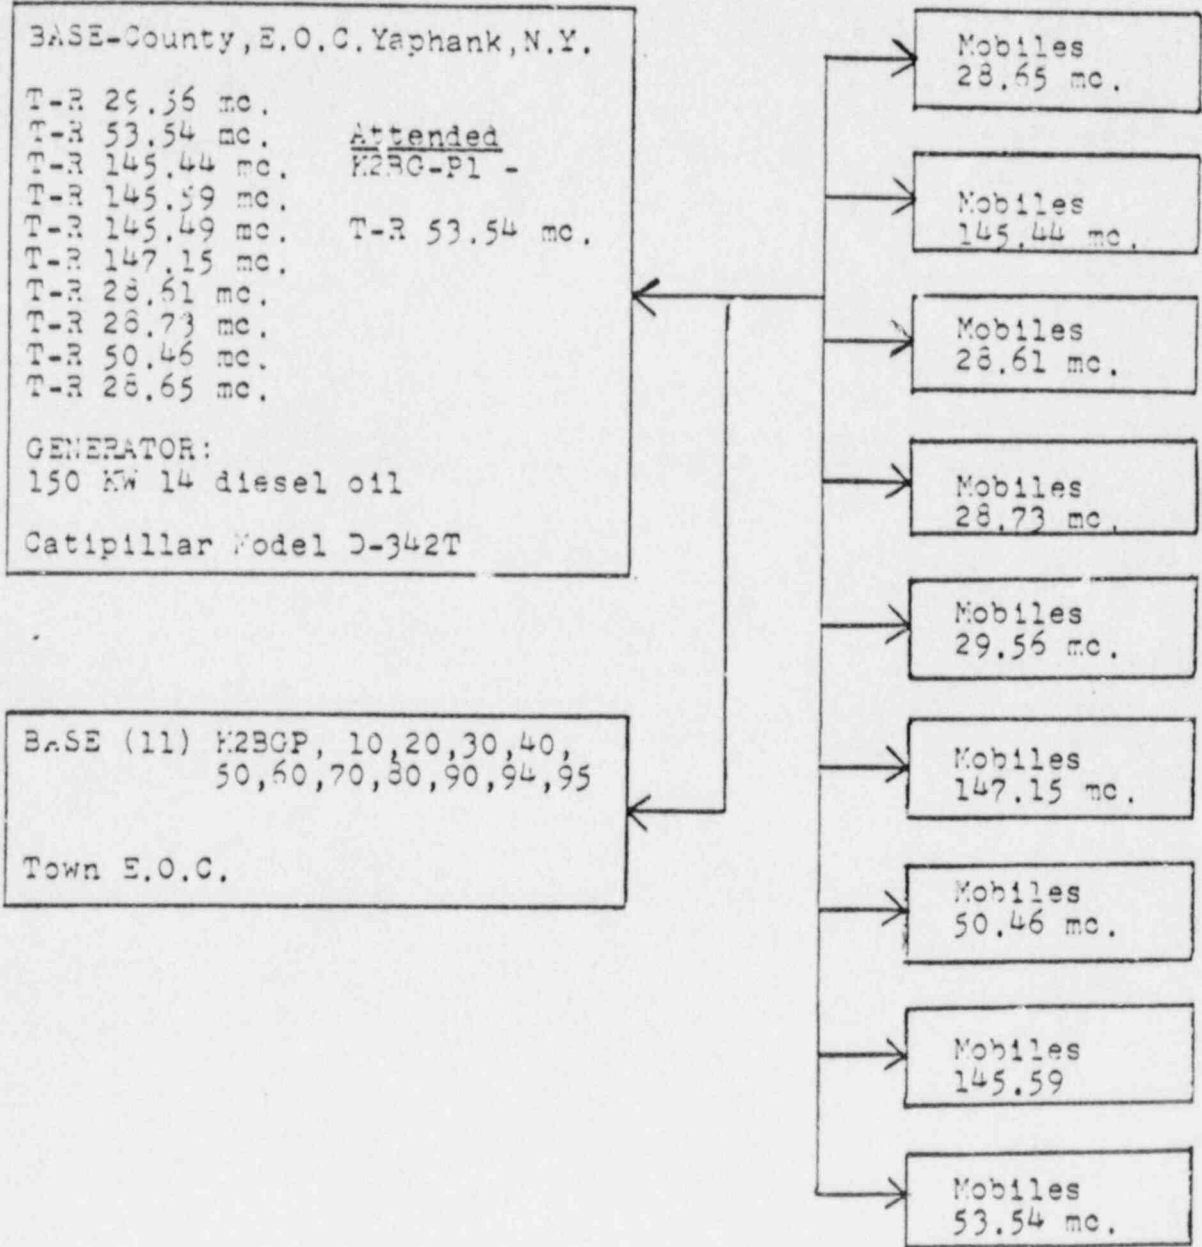 BASE-County,E.O.C.Yaphank,N.Y.
T-R 29.56 mc.
T-R 53.54 mc. Attended
T-R 145.44 mc. K2BG-P1 -
T-R 145.59 mc.
T-R 145.49 mc. T-R 53.54 mc.
T-R 147.15 mc.
T-R 28.61 mc.
T-R 28.73 mc.
T-R 50.46 mc.
T-R 28.65 mc.
GENERATOR:
150 KW 14 diesel oil
Catipillar Model D-342T
BASE (11) K2BGP, 10,20,30,40,
50,60,70,80,90,94,95
Town E.O.C.
Mobiles
28.65 mc.
Mobiles
145.44 mc.
Mobiles
28.61 mc.
Mobiles
28.73 mc.
Mobiles
29.56 mc.
Mobiles
147.15 mc.
Mobiles
50.46 mc.
Mobiles
145.59
Mobiles
53.54 mc.